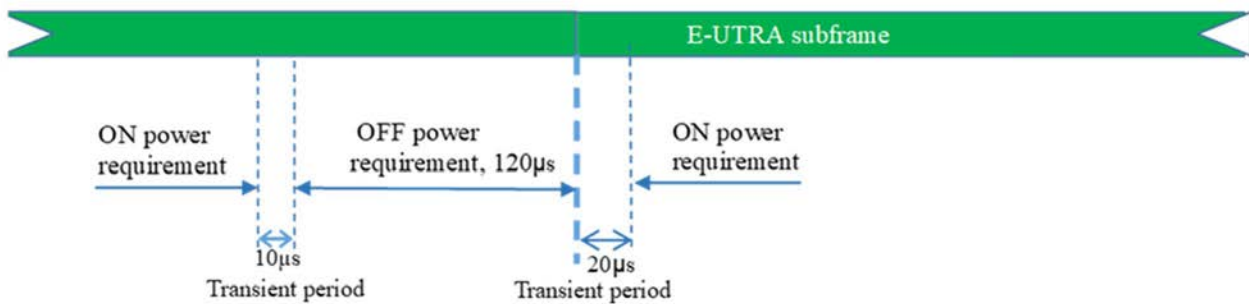 E-UTRA subframe
ON power
requirement
OFF power
requirement, 120μs
ON power
requirement
10μs
Transient period
20μs
Transient period